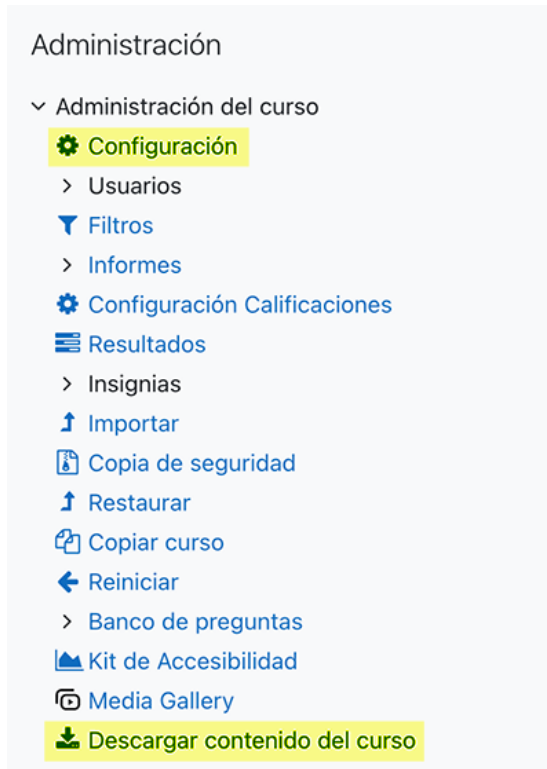 Administración
Administración del curso
Configuración
Usuarios
Filtros
Informes
Configuración Calificaciones
Resultados
Insignias
Importar
Copia de seguridad
Restaurar
Copiar curso
Reiniciar
Banco de preguntas
Kit de Accesibilidad
Media Gallery
Descargar contenido del curso